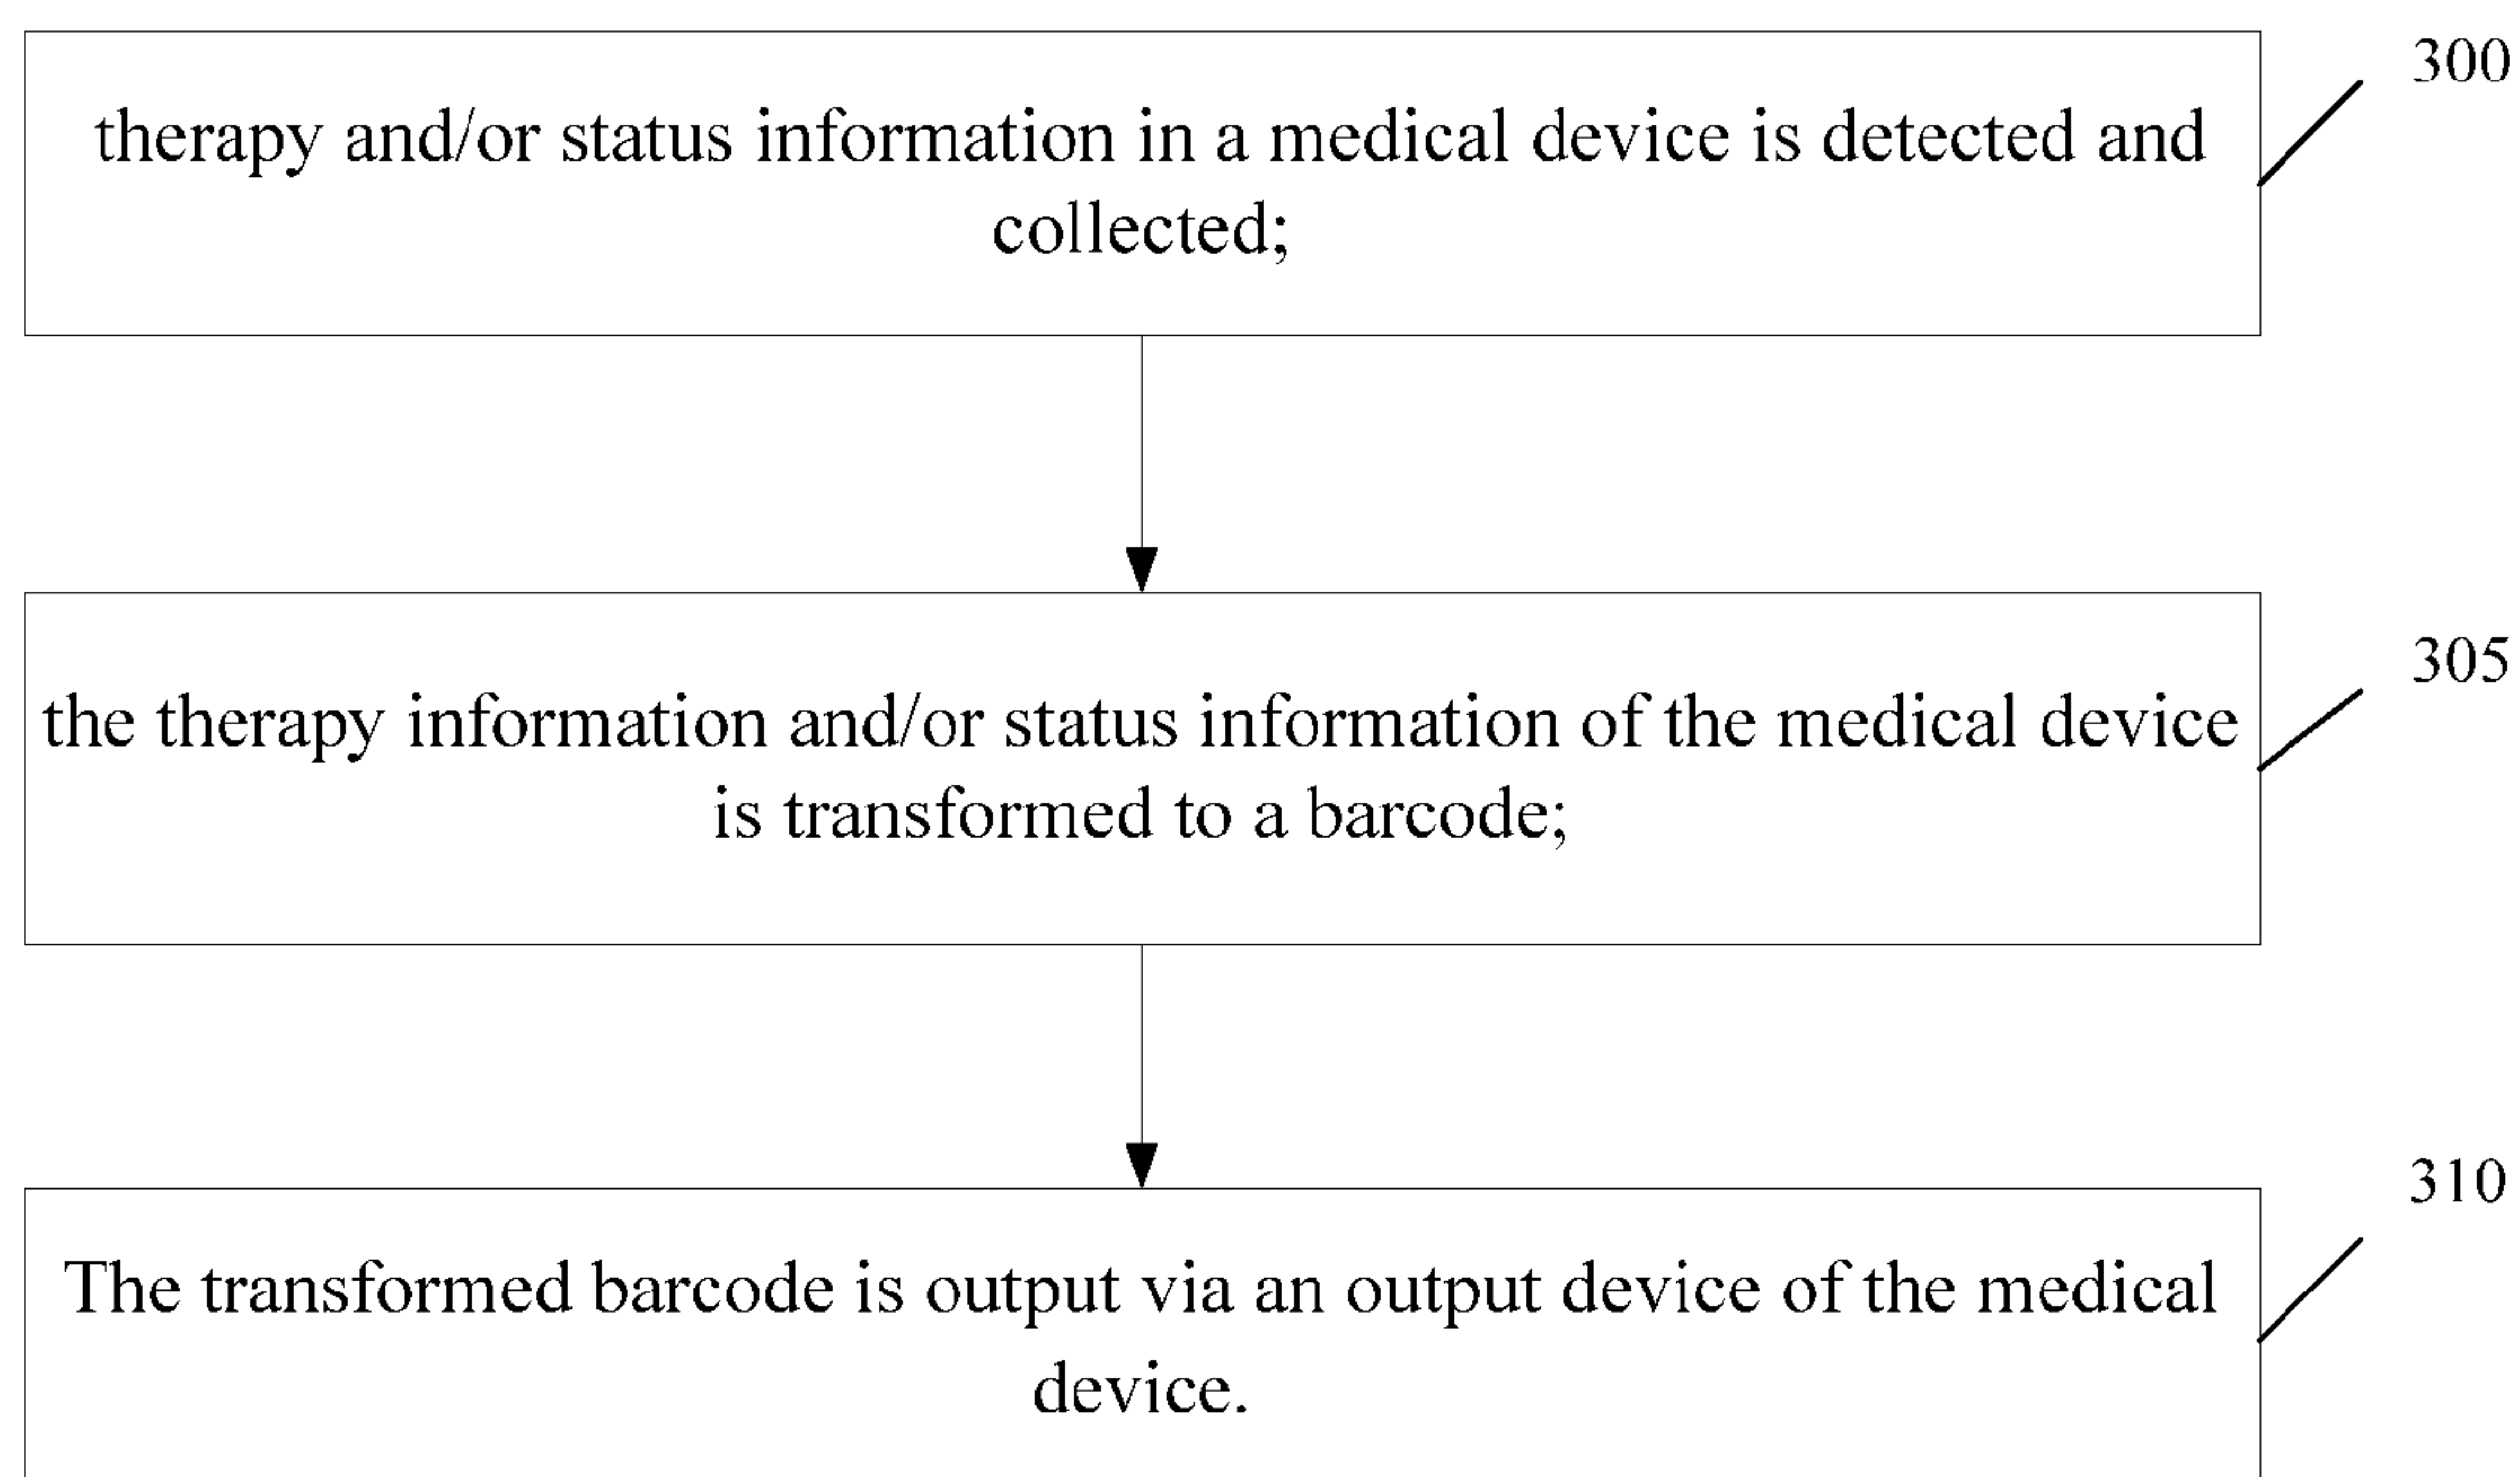 300
therapy and/or status information in a medical device is detected and
collected;
305
the therapy information and/or status information of the medical device
is transformed to a barcode;
310
The transformed barcode is output via an output device of the medical
device.